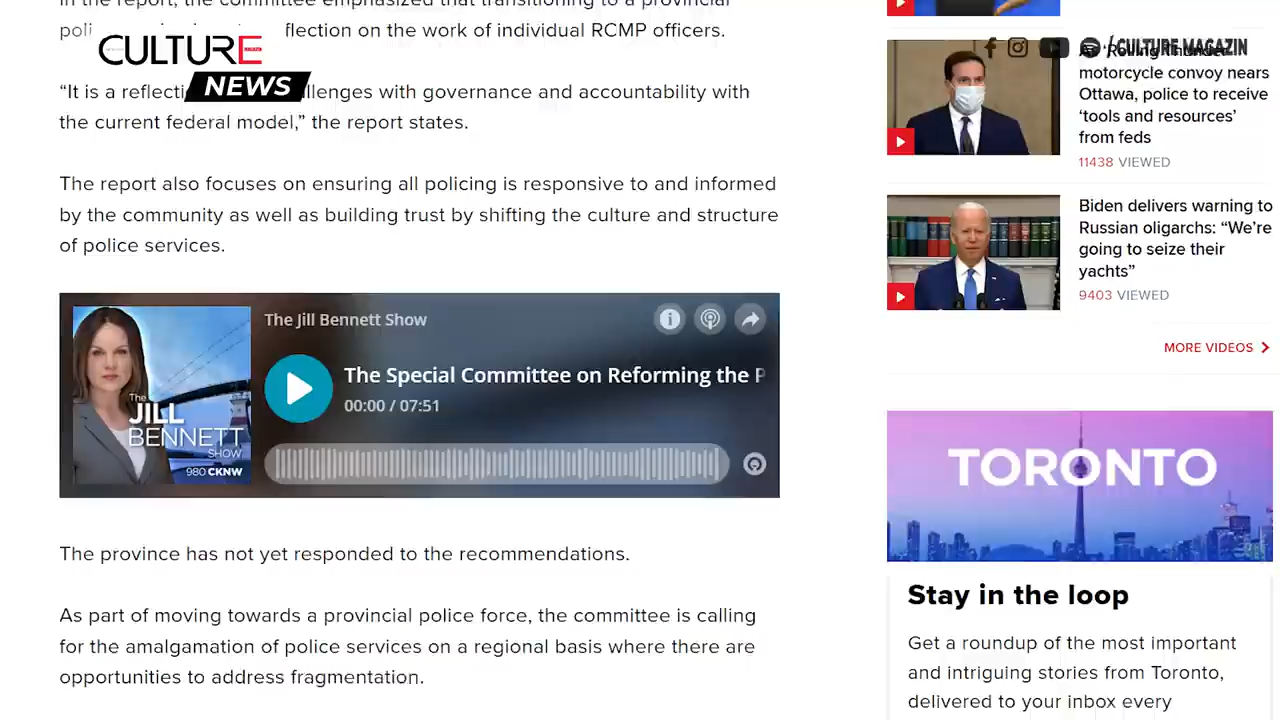 In the report, the committee emphasized that transitioning to a provincial
flection on the work of individual RCMP officers.
CULTURE
NEWS
“It is a reflecti llenges with governance and accountability with
the current federal model,” the report states.
The report also focuses on ensuring all policing is responsive to and informed
by the community as well as building trust by shifting the culture and structure
of police services.
The Jill Bennett Show
The Special Committee on Reforming the P
00:00 / 07:51
The
JILL
BENNETT
SHOW
980 CKNW
The province has not yet responded to the recommendations.
As part of moving towards a provincial police force, the committee is calling
for the amalgamation of police services on a regional basis where there are
opportunities to address fragmentation.
/CULTURE MAGAZIN
‘Rolling Thunder’
motorcycle convoy nears
Ottawa, police to receive
‘tools and resources’
from feds
11438 VIEWED
Biden delivers warning to
Russian oligarchs: “We’re
going to seize their
yachts”
9403 VIEWED
MORE VIDEOS
TORONTO
Stay in the loop
Get a roundup of the most important
and intriguing stories from Toronto,
delivered to your inbox every